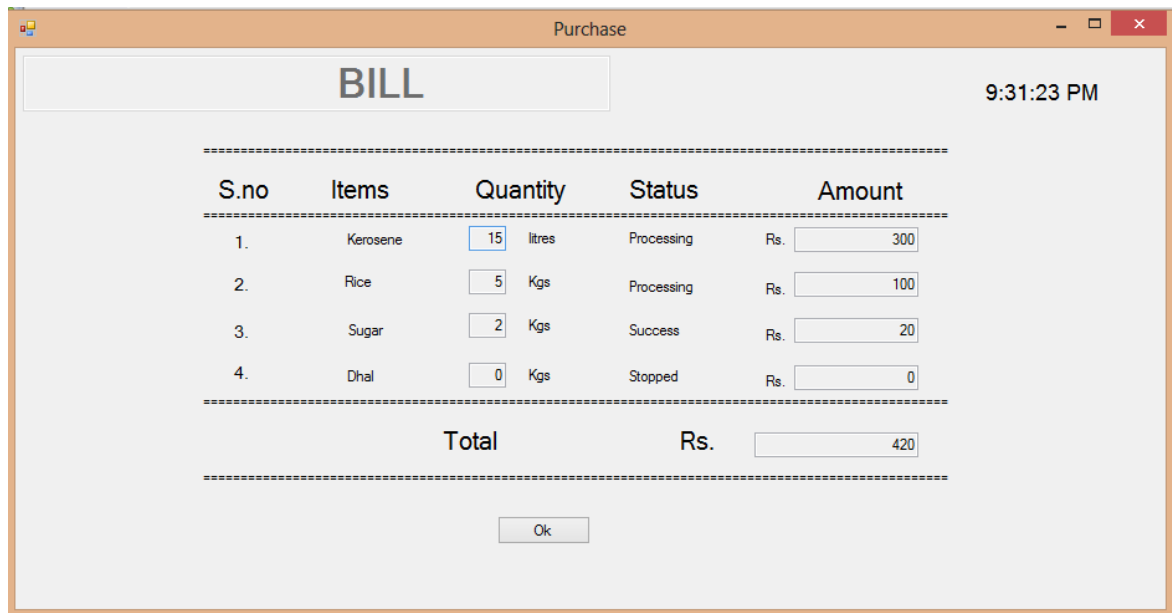 Purchase
BILL
9:31:23 PM
================================================================
S.no Items Quantity Status Amount
================================================================
1. Kerosene 15 litres Processing Rs. 300
2. Rice 5 Kgs Processing Rs. 100
3. Sugar 2 Kgs Success Rs. 20
4. Dhal 0 Kgs Stopped Rs. 0
================================================================
Total Rs. 420
================================================================
Ok